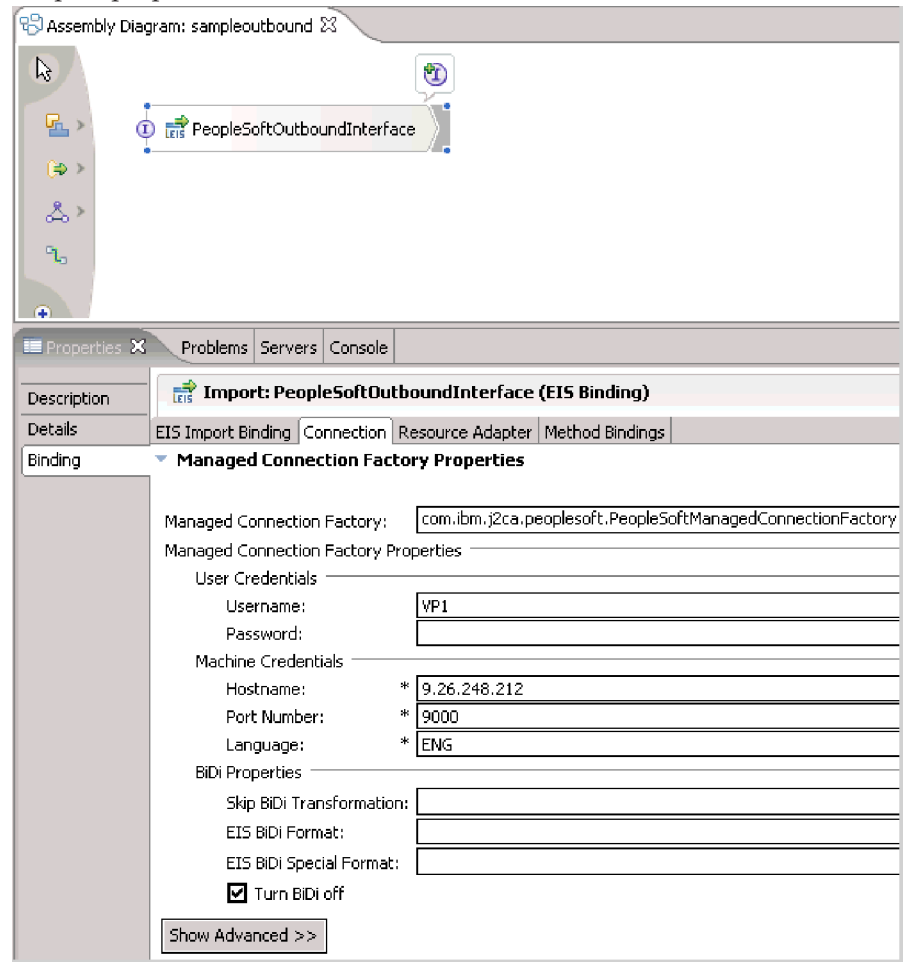 Assembly Diagram: sampleoutbound
PeopleSoftOutboundInterface
Properties Problems Servers Console
Import: PeopleSoftOutboundInterface (EIS Binding)
Description
Details
Binding
EIS Import Binding Connection Resource Adapter Method Bindings
Managed Connection Factory Properties
Managed Connection Factory: com.ibm.j2ca.peoplesoft.PeopleSoftManagedConnectionFactory
Managed Connection Factory Properties
User Credentials
Username: VP1
Password:
Machine Credentials
Hostname: * 9.26.248.212
Port Number: * 9000
Language: * ENG
BiDi Properties
Skip BiDi Transformation:
EIS BiDi Format:
EIS BiDi Special Format:
Turn BiDi off
Show Advanced >>